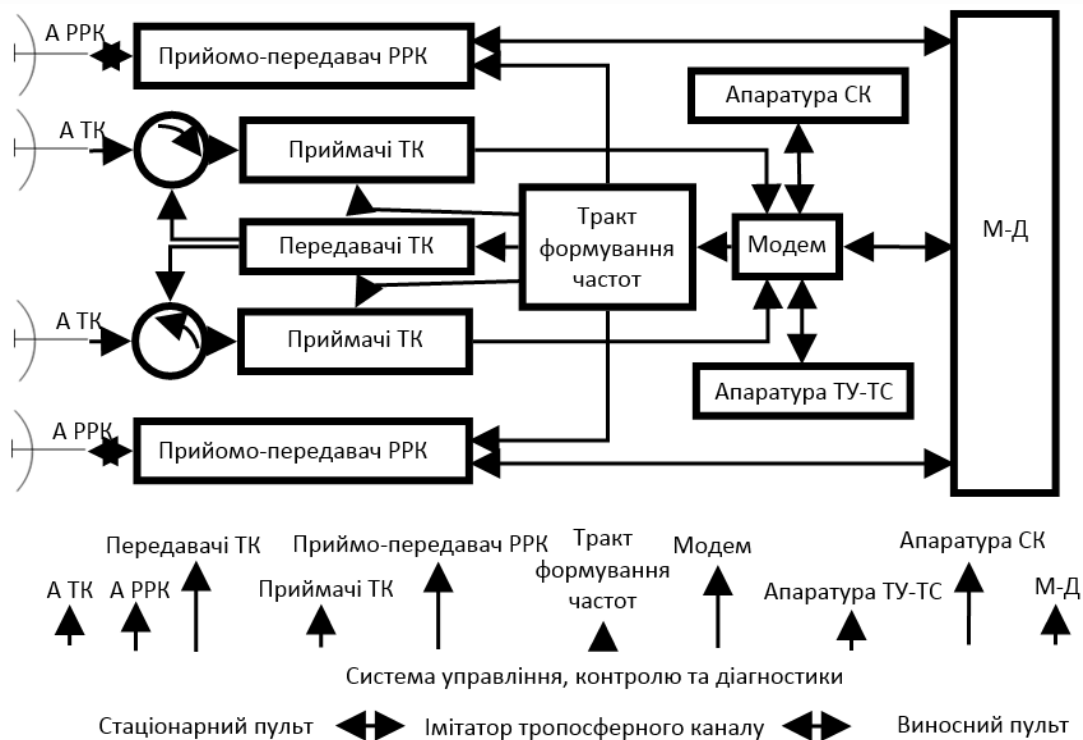 А РРК
Прийомо-передавач РРК
Апаратура СК
А ТК
Приймачі ТК
Тракт
формування
частот
Передавачі ТК
Модем
М-Д
А ТК
Приймачі ТК
Апаратура ТУ-ТС
А РРК
Прийомо-передавач РРК
Передавачі ТК
Приймо-передавач РРК
Тракт
формування
частот
Модем
Апаратура СК
А ТК
А РРК
Приймачі ТК
Апаратура ТУ-ТС
М-Д
Система управління, контролю та діагностики
Стаціонарний пульт
Імітатор тропосферного каналу
Виносний пульт